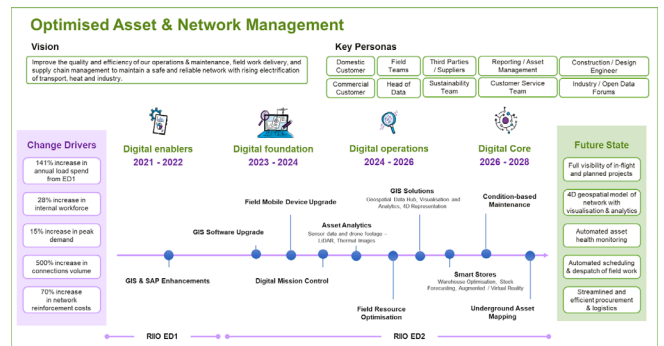 Optimised Asset & Network Management
Vision
Improve the quality and efficiency of our operations & maintenance, field work delivery, and
supply chain management to maintain a safe and reliable network with rising electrification
of transport, heat and industry.
Key Personas
Domestic
Customer
Field
Teams
Third Parties
/ Suppliers
Reporting / Asset
Management
Construction / Design
Engineer
Commercial
Customer
Head of
Data
Sustainability
Team
Customer Service
Team
Industry / Open Data
Forums
Change Drivers
141% increase in
annual load spend
from ED1
28% increase in
internal workforce
15% increase in peak
demand
500% increase in
connections volume
70% increase
in network
reinforcement costs
Digital enablers
2021 - 2022
Digital foundation
2023 - 2024
Digital operations
2024 - 2026
Digital Core
2026 - 2028
GIS & SAP Enhancements
GIS Software Upgrade
Field Mobile Device Upgrade
Digital Mission Control
Asset Analytics
Sensor data and drone footage –
LiDAR, Thermal Images
Field Resource
Optimisation
GIS Solutions
Geospatial Data Hub, Visualisation and
Analytics, 4D Representation
Smart Stores
Warehouse Optimisation, Stock
Forecasting, Augmented / Virtual Reality
Condition-based
Maintenance
Underground Asset
Mapping
Future State
Full visibility of in-flight
and planned projects
4D geospatial model of
network with
visualisation & analytics
Automated asset
health monitoring
Automated scheduling
& despatch of field work
Streamlined and
efficient procurement
& logistics
RIIO ED1
RIIO ED2